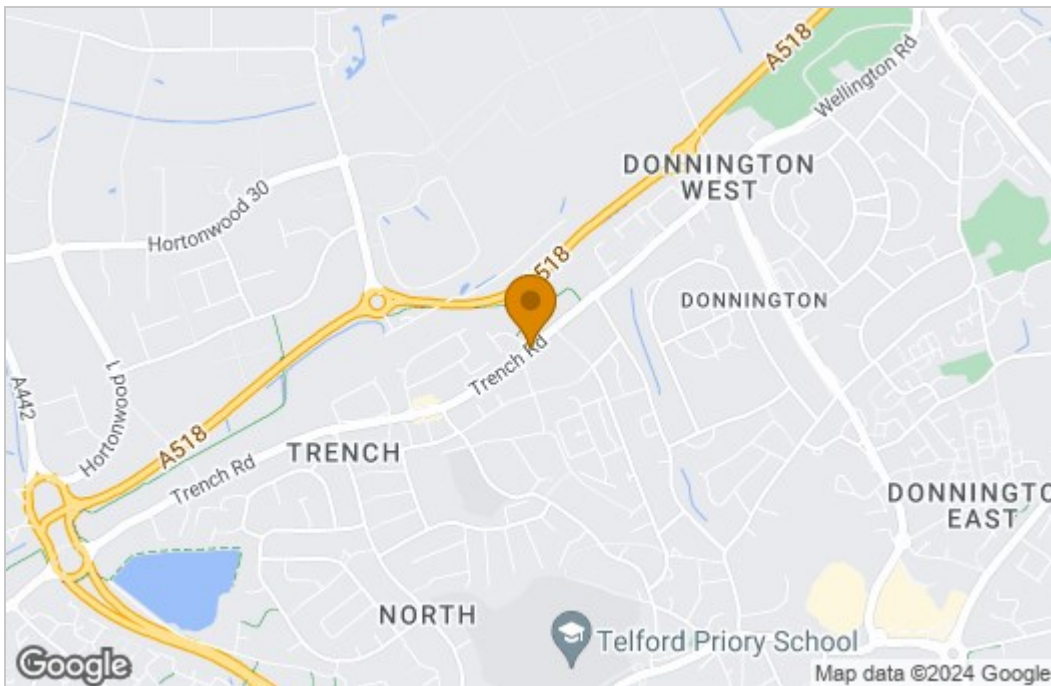 A518
Wellington Rd
DONNINGTON
WEST
Hortonwood 30
A518
DONNINGTON
Trench Rd
A442
Hortonwood 1
A518
TRENCH
Trench Rd
DONNINGTO
EAST
NORTH
Telford Priory School
Google
Map data ©2024 Google